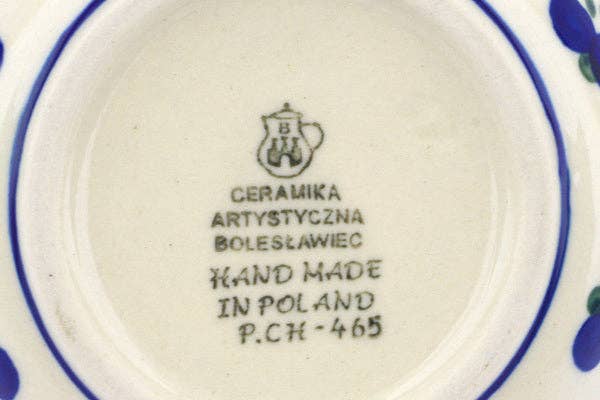 B
CERAMIKA
ARTYSTYCZNA
BOLESŁAWIEC
HAND MADE
IN POLAND
P.CH-465